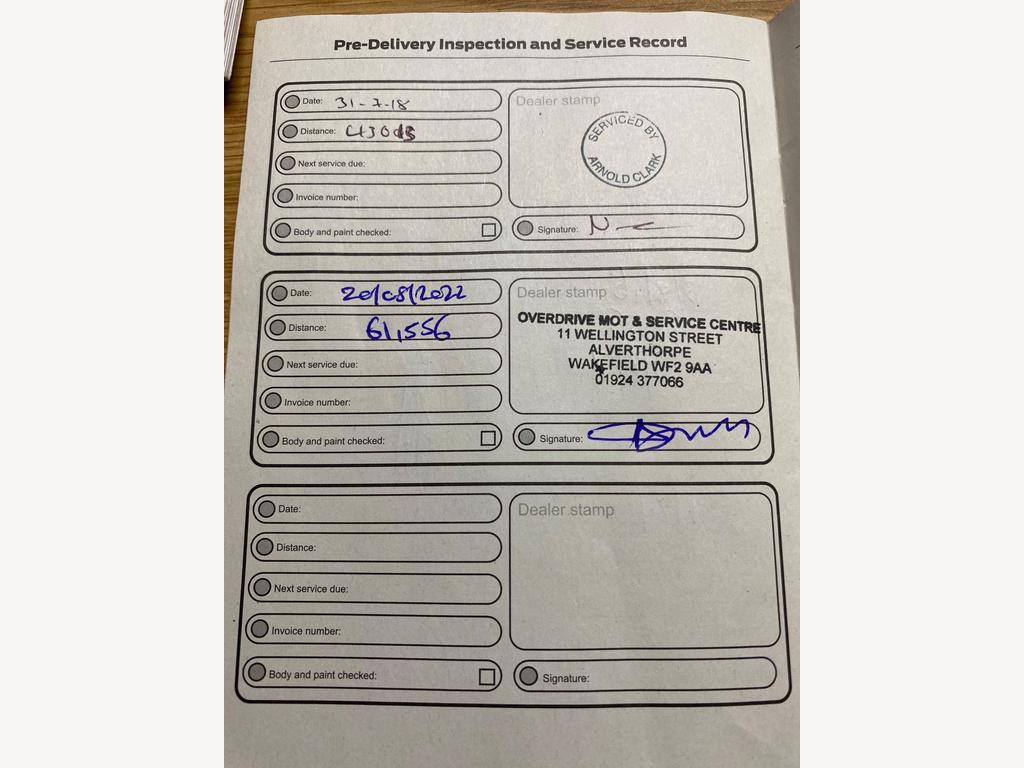 Pre-Delivery Inspection and Service Record
Date: 31-7-18
Distance:
Next service due:
Invoice number:
Body and paint checked:
Dealer stamp
SERVICED BY
ARNOLD CLARK
Signature:
Date: 20/08/2022
Distance: 61,556
Next service due:
Invoice number:
Body and paint checked:
Dealer stamp
OVERDRIVE MOT & SERVICE CENTRE
11 WELLINGTON STREET
ALVERTHORPE
WAKEFIELD WF2 9AA
01924 377066
Signature:
Date:
Distance:
Next service due:
Invoice number:
Body and paint checked:
Dealer stamp
Signature: